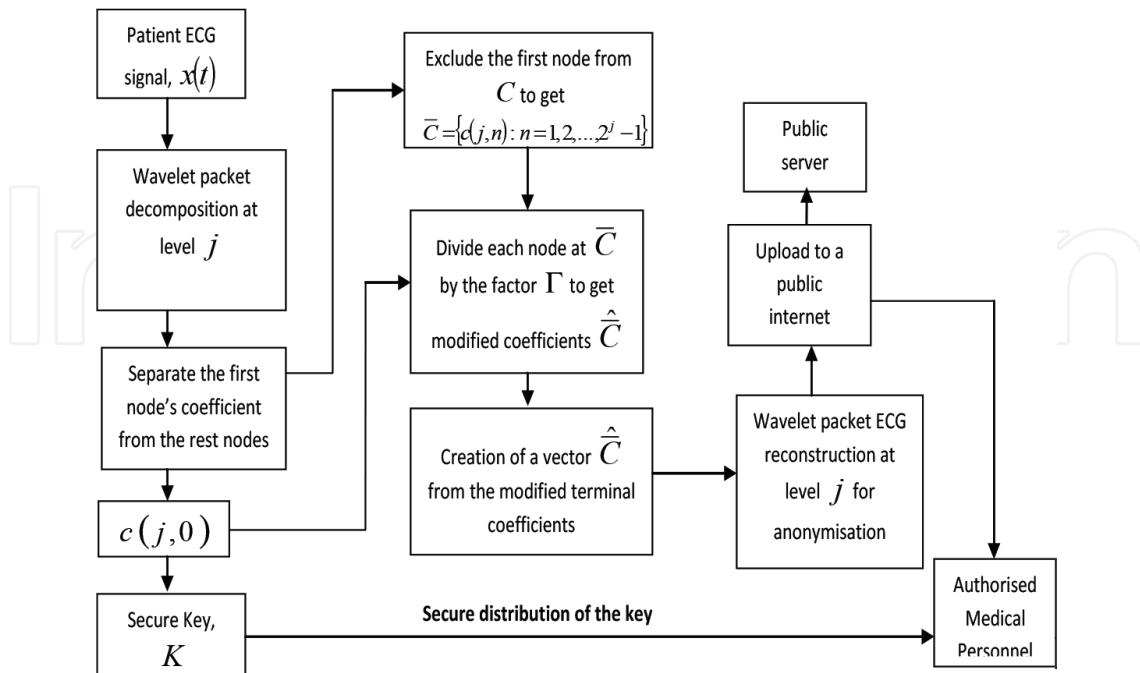 Patient ECG
signal, x(t)
Wavelet packet
decomposition at
level j
Separate the first
node's coefficient
from the rest nodes
c(j,0)
Secure Key,
K
Exclude the first node from
C to get
C̅={c(j,n): n=1,2,...,2^j −1}
Divide each node at C̅
by the factor Γ to get
modified coefficients Ĉ̅
Creation of a vector Ĉ̅
from the modified terminal
coefficients
Secure distribution of the key
Public
server
Upload to a
public
internet
Wavelet packet ECG
reconstruction at
level j for
anonymisation
Authorised
Medical
Personnel